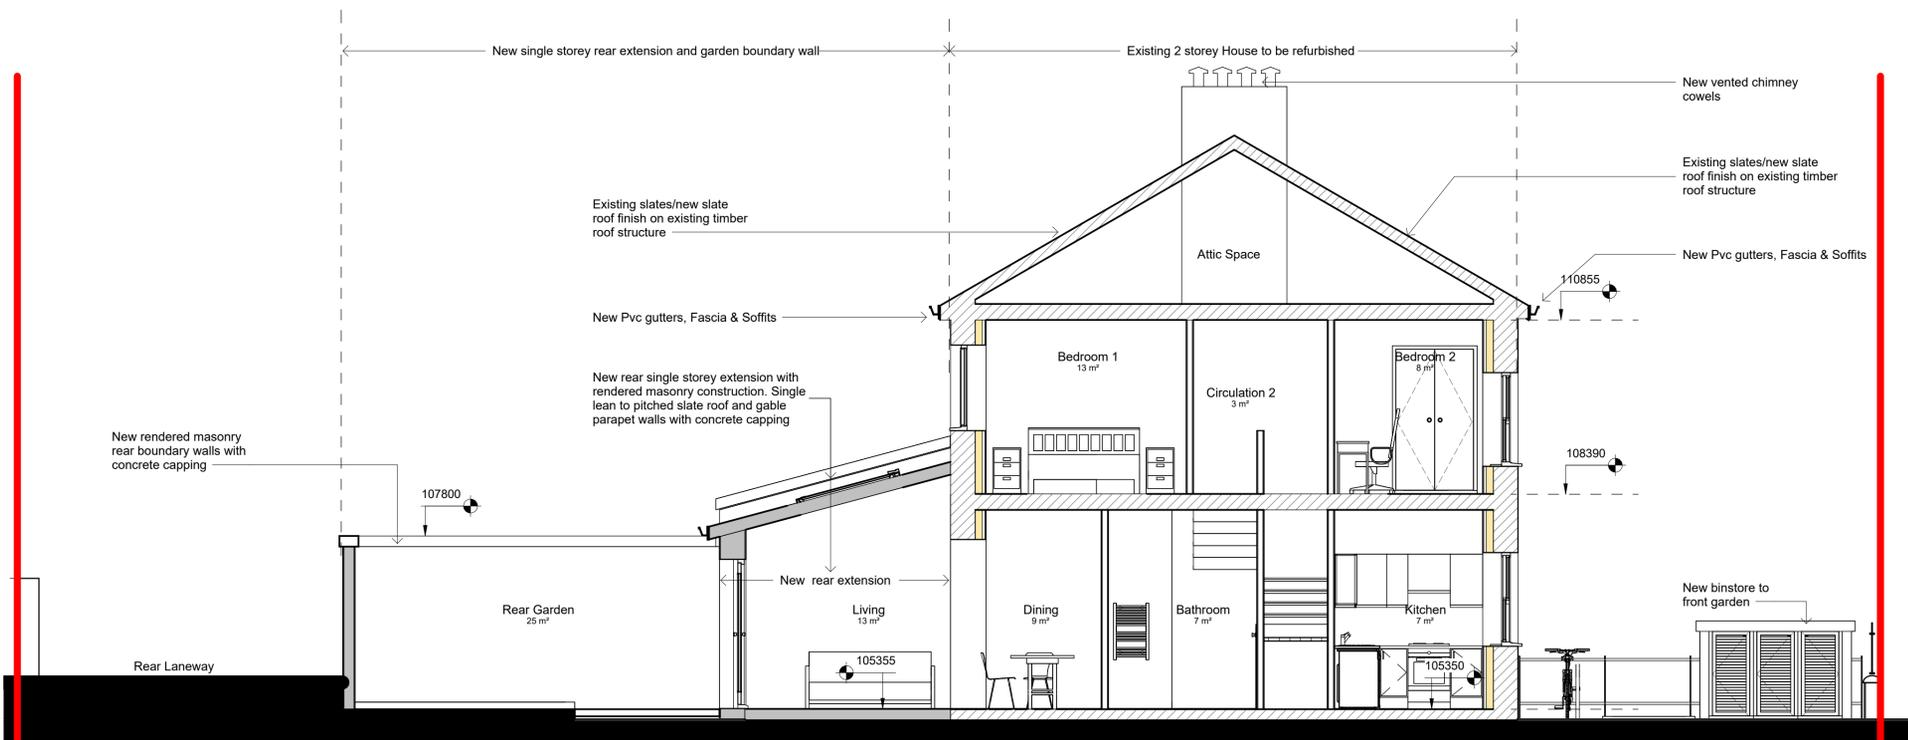 New single storey rear extension and garden boundary wall
Existing 2 storey House to be refurbished
New vented chimney
cowels
Existing slates/new slate
roof finish on existing timber
roof structure
Existing slates/new slate
roof finish on existing timber
roof structure
Attic Space
New Pvc gutters, Fascia & Soffits
110855
New Pvc gutters, Fascia & Soffits
Bedroom 1
13 m²
Bedroom 2
8 m²
Circulation 2
3 m²
New rear single storey extension with
rendered masonry construction. Single
lean to pitched slate roof and gable
parapet walls with concrete capping
New rendered masonry
rear boundary walls with
concrete capping
108390
107800
New rear extension
New binstore to
front garden
Rear Garden
25 m²
Living
13 m²
Dining
9 m²
Bathroom
7 m²
Kitchen
7 m²
Rear Laneway
105355
105350